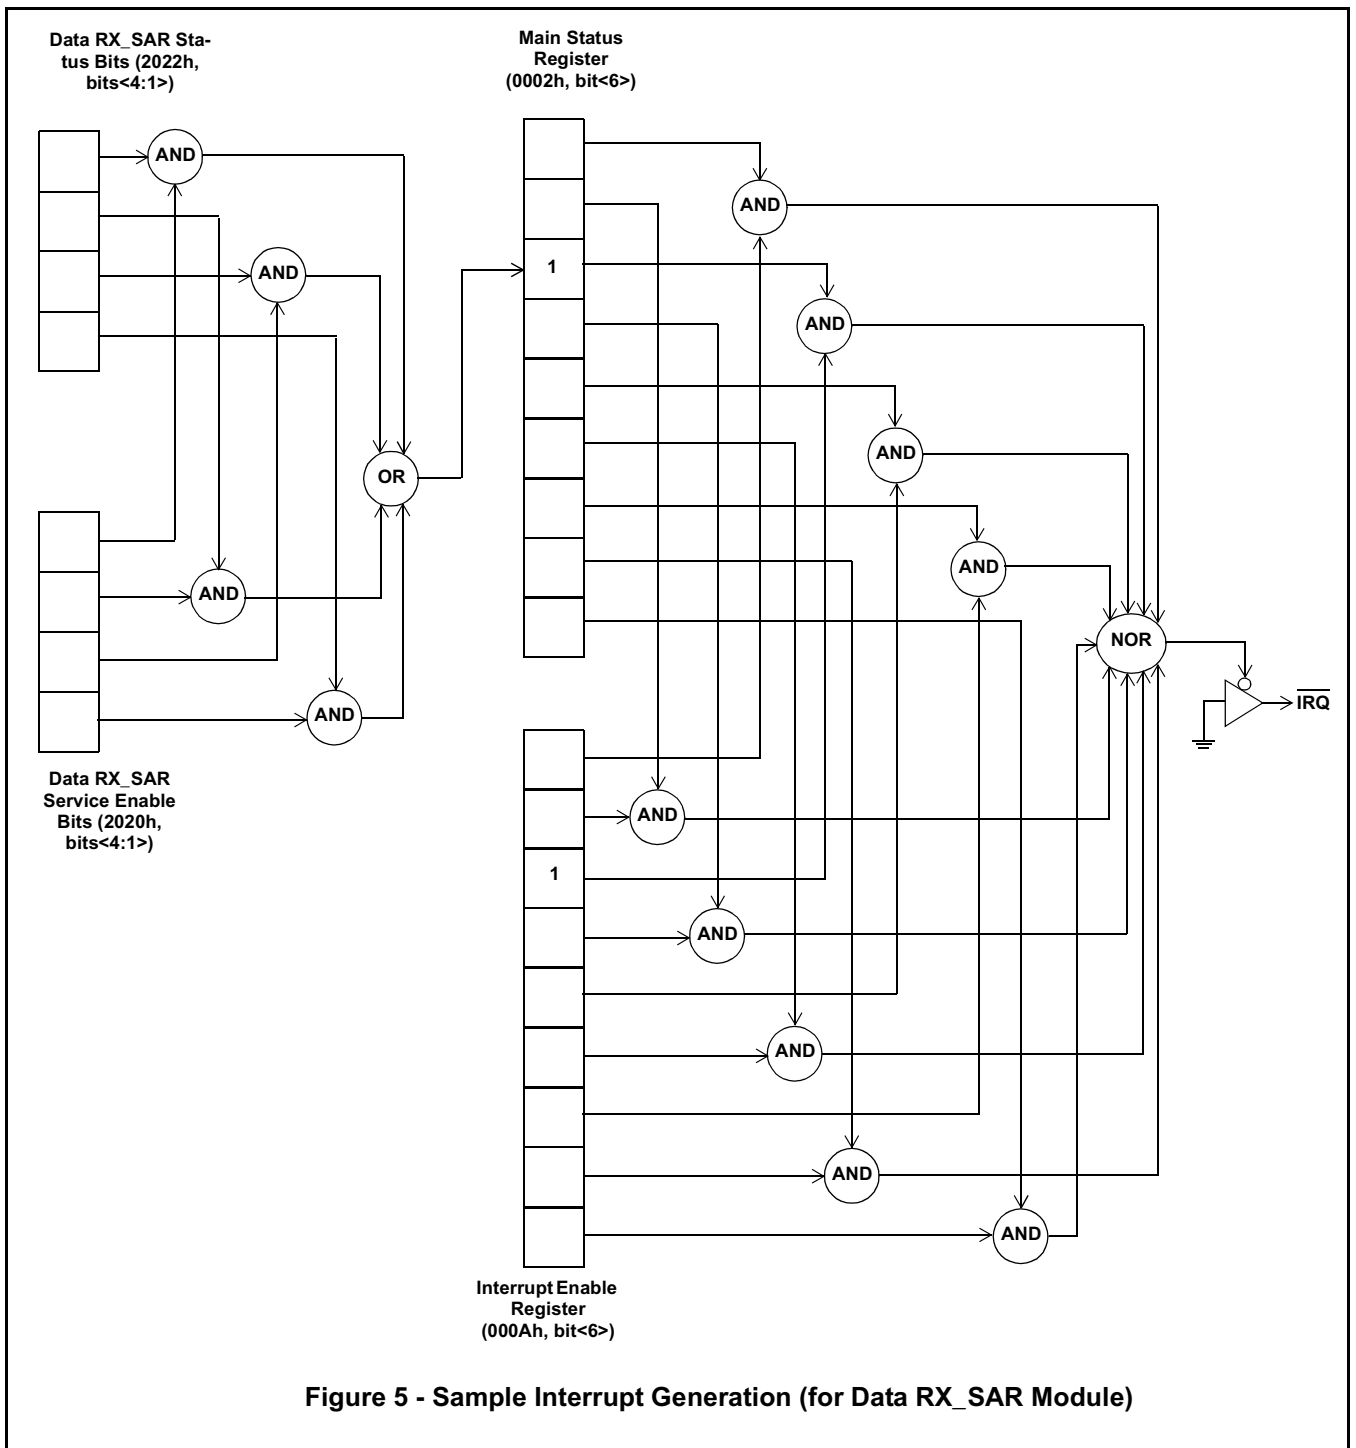 Data RX_SAR Sta-
tus Bits (2022h,
bits<4:1>)
Main Status
Register
(0002h, bit<6>)
AND
AND
1
AND
AND
AND
OR
AND
AND
AND
NOR
AND
IRQ
Data RX_SAR
Service Enable
Bits (2020h,
bits<4:1>)
AND
1
AND
AND
AND
AND
Interrupt Enable
Register
(000Ah, bit<6>)
Figure 5 - Sample Interrupt Generation (for Data RX_SAR Module)